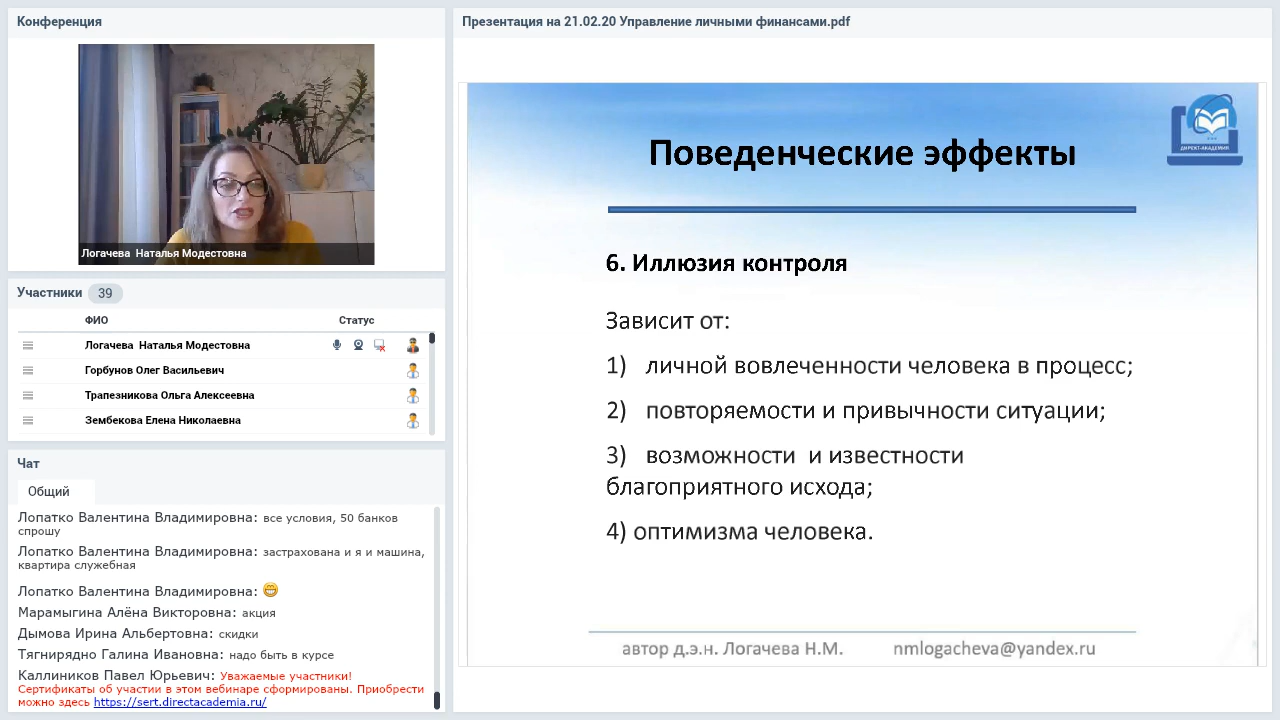 Конференция
Логачева  Наталья Модестовна
Участники 39
ФИО Статус
Логачева  Наталья Модестовна
Горбунов Олег Васильевич
Трапезникова Ольга Алексеевна
Зембекова Елена Николаевна
Чат
Общий
Лопатко Валентина Владимировна: все условия, 50 банков
спрошу
Лопатко Валентина Владимировна: застрахована и я и машина,
квартира служебная
Лопатко Валентина Владимировна: 😁
Марамыгина Алёна Викторовна: акция
Дымова Ирина Альбертовна: скидки
Тягнирядно Галина Ивановна: надо быть в курсе
Каллиников Павел Юрьевич: Уважаемые участники!
Сертификаты об участии в этом вебинаре сформированы. Приобрести
можно здесь https://sert.directacademia.ru/
Презентация на 21.02.20 Управление личными финансами.pdf
ДИРЕКТ-АКАДЕМИЯ
Поведенческие эффекты
6. Иллюзия контроля
Зависит от:
1) личной вовлеченности человека в процесс;
2) повторяемости и привычности ситуации;
3) возможности  и известности
благоприятного исхода;
4) оптимизма человека.
автор д.э.н. Логачева Н.М. nmlogacheva@yandex.ru